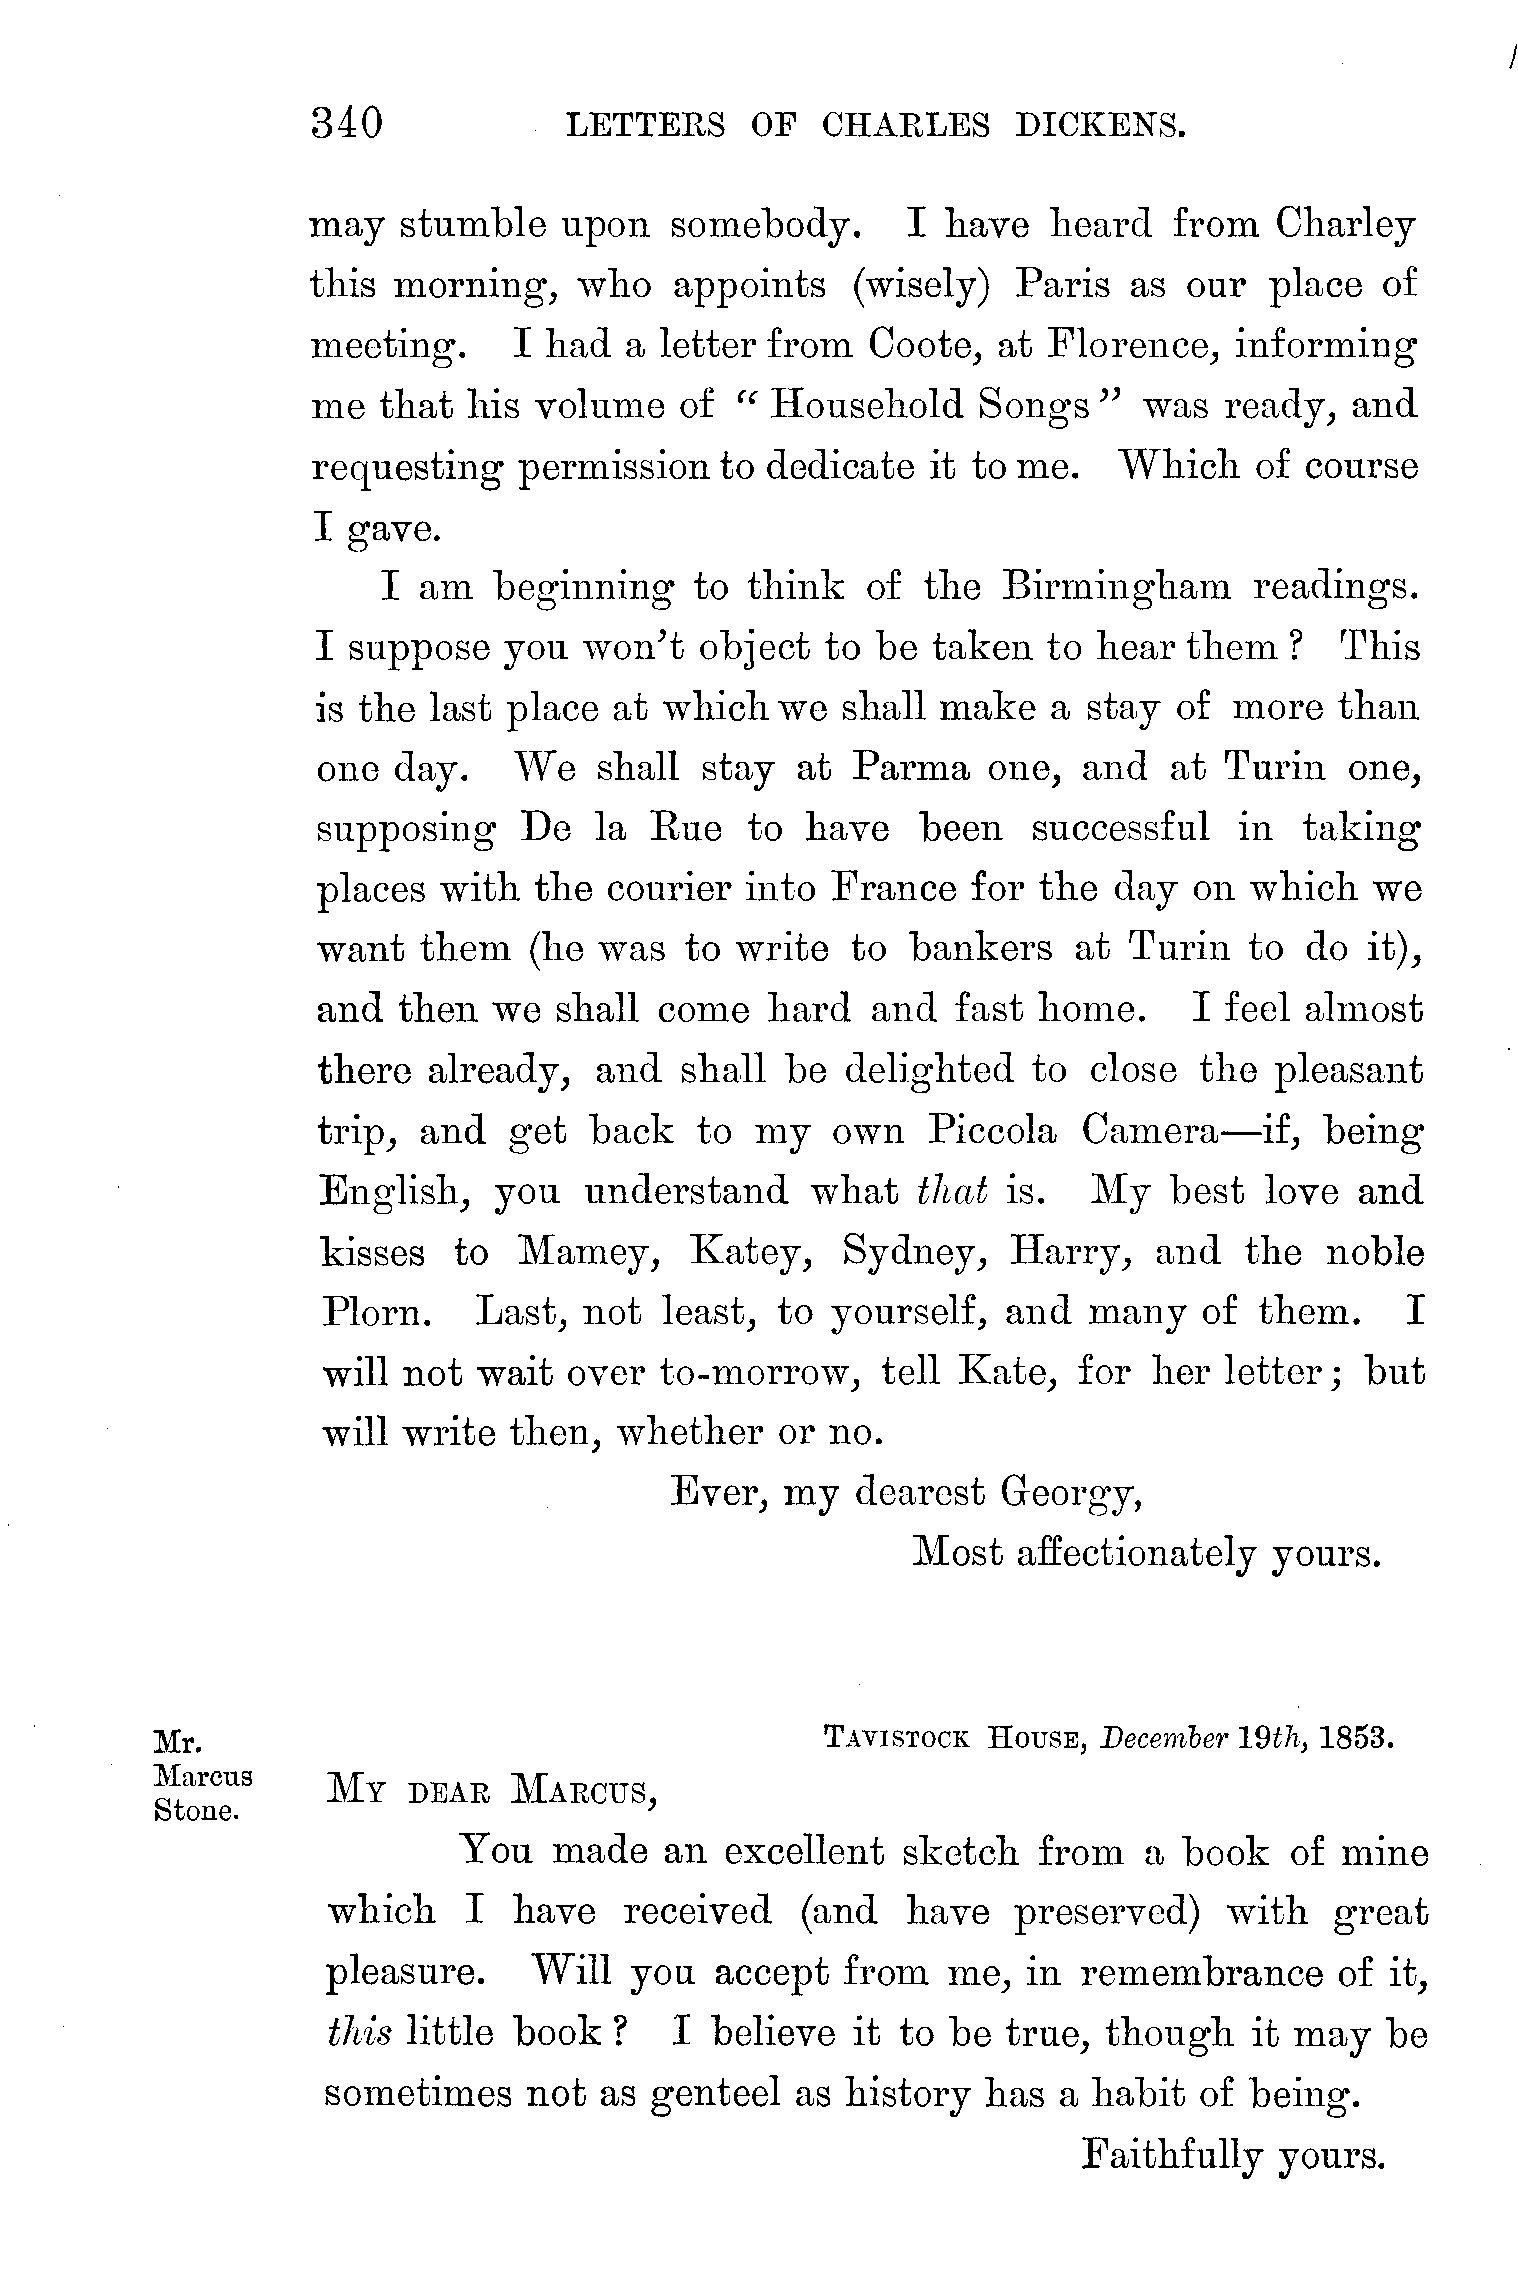 340 LETTERS OF CHARLES DICKENS.
may stumble upon somebody. I have heard from Charley
this morning, who appoints (wisely) Paris as our place of
meeting. I had a letter from Coote, at Florence, informing
me that his volume of “Household Songs” was ready, and
requesting permission to dedicate it to me. Which of course
I gave.
I am beginning to think of the Birmingham readings.
I suppose you won’t object to be taken to hear them? This
is the last place at which we shall make a stay of more than
one day. We shall stay at Parma one, and at Turin one,
supposing De la Rue to have been successful in taking
places with the courier into France for the day on which we
want them (he was to write to bankers at Turin to do it),
and then we shall come hard and fast home. I feel almost
there already, and shall be delighted to close the pleasant
trip, and get back to my own Piccola Camera—if, being
English, you understand what that is. My best love and
kisses to Mamey, Katey, Sydney, Harry, and the noble
Plorn. Last, not least, to yourself, and many of them. I
will not wait over to-morrow, tell Kate, for her letter; but
will write then, whether or no.
Ever, my dearest Georgy,
Most affectionately yours.
Mr.
Marcus
Stone.
TAVISTOCK HOUSE, December 19th, 1853.
MY DEAR MARCUS,
You made an excellent sketch from a book of mine
which I have received (and have preserved) with great
pleasure. Will you accept from me, in remembrance of it,
this little book? I believe it to be true, though it may be
sometimes not as genteel as history has a habit of being.
Faithfully yours.